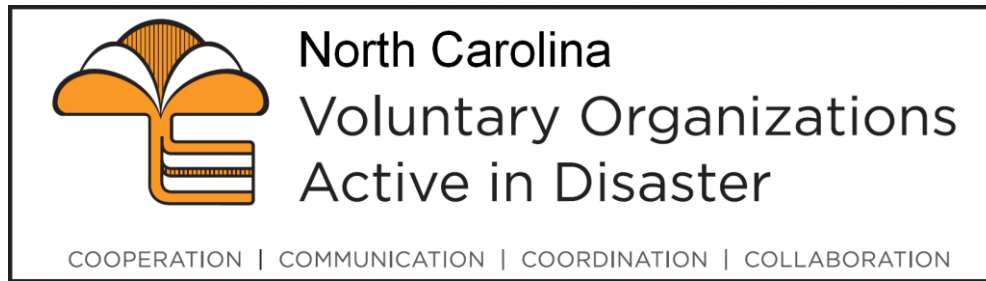 North Carolina
Voluntary Organizations
Active in Disaster
COOPERATION | COMMUNICATION | COORDINATION | COLLABORATION